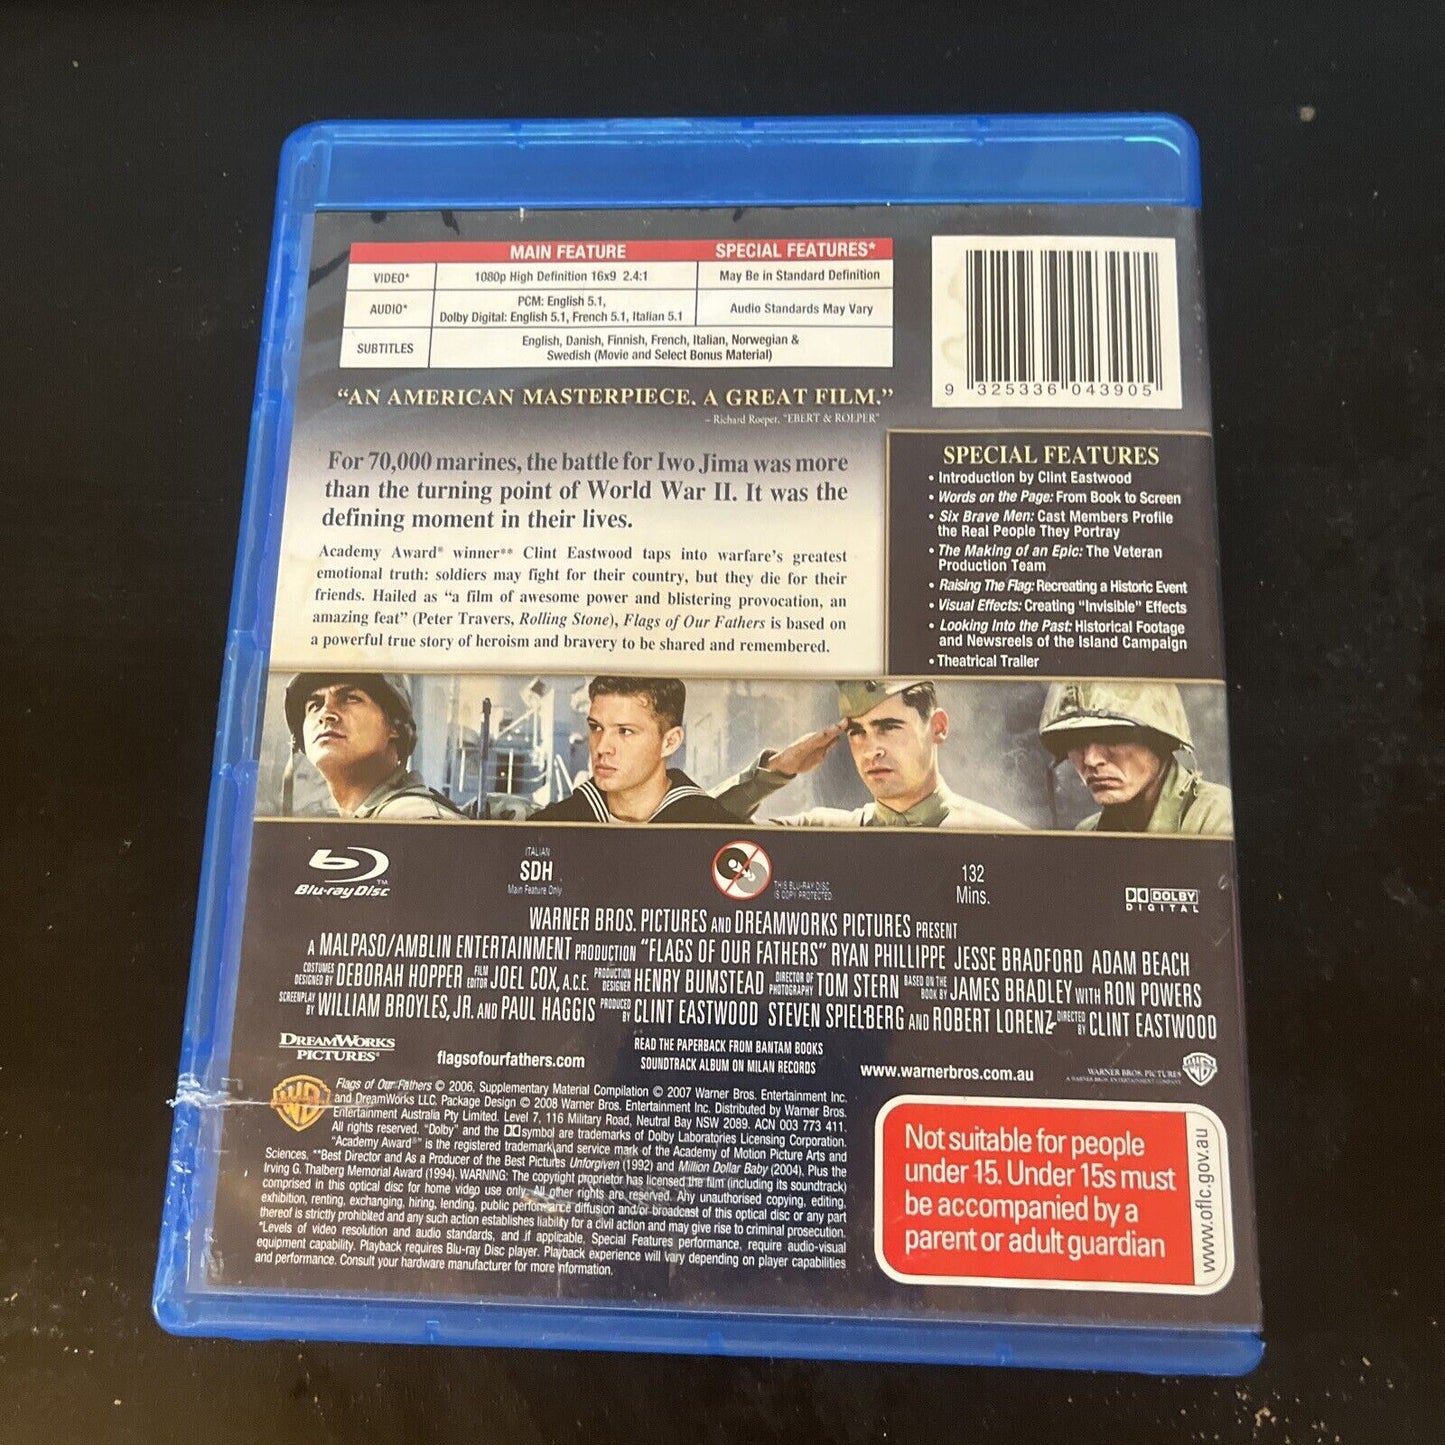 MAIN FEATURE SPECIAL FEATURES*
VIDEO* 1080p High Definition 16x9 2.4:1 May Be in Standard Definition
AUDIO* PCM: English 5.1,
Dolby Digital: English 5.1, French 5.1, Italian 5.1 Audio Standards May Vary
SUBTITLES English, Danish, Finnish, French, Italian, Norwegian &
Swedish (Movie and Select Bonus Material)
9 325336 043905
"AN AMERICAN MASTERPIECE. A GREAT FILM."
– Richard Roeper, "EBERT & ROEPER"
For 70,000 marines, the battle for Iwo Jima was more
than the turning point of World War II. It was the
defining moment in their lives.
Academy Award® winner** Clint Eastwood taps into warfare's greatest
emotional truth: soldiers may fight for their country, but they die for their
friends. Hailed as "a film of awesome power and blistering provocation, an
amazing feat" (Peter Travers, Rolling Stone), Flags of Our Fathers is based on
a powerful true story of heroism and bravery to be shared and remembered.
SPECIAL FEATURES
• Introduction by Clint Eastwood
• Words on the Page: From Book to Screen
• Six Brave Men: Cast Members Profile
the Real People They Portray
• The Making of an Epic: The Veteran
Production Team
• Raising The Flag: Recreating a Historic Event
• Visual Effects: Creating "Invisible" Effects
• Looking Into the Past: Historical Footage
and Newsreels of the Island Campaign
• Theatrical Trailer
Blu-ray Disc™
ITALIAN
SDH
Main Feature Only
THIS BLU-RAY DISC
IS COPY PROTECTED
132
Mins.
DOLBY
DIGITAL
WARNER BROS. PICTURES AND DREAMWORKS PICTURES PRESENT
A MALPASO/AMBLIN ENTERTAINMENT PRODUCTION "FLAGS OF OUR FATHERS" RYAN PHILLIPPE JESSE BRADFORD ADAM BEACH
COSTUMES DESIGNED BY DEBORAH HOPPER FILM EDITOR JOEL COX, A.C.E. PRODUCTION DESIGNER HENRY BUMSTEAD DIRECTOR OF PHOTOGRAPHY TOM STERN BASED ON THE BOOK BY JAMES BRADLEY WITH RON POWERS
SCREENPLAY BY WILLIAM BROYLES, JR. AND PAUL HAGGIS PRODUCED BY CLINT EASTWOOD STEVEN SPIELBERG AND ROBERT LORENZ DIRECTED BY CLINT EASTWOOD
DREAMWORKS
PICTURES®
flagsofourfathers.com
READ THE PAPERBACK FROM BANTAM BOOKS
SOUNDTRACK ALBUM ON MILAN RECORDS
www.warnerbros.com.au
WARNER BROS. PICTURES
A WARNER BROS. ENTERTAINMENT COMPANY
Flags of Our Fathers © 2006, Supplementary Material Compilation © 2007 Warner Bros. Entertainment Inc.
and DreamWorks LLC. Package Design © 2008 Warner Bros. Entertainment Inc. Distributed by Warner Bros.
Entertainment Australia Pty Limited. Level 7, 116 Military Road, Neutral Bay NSW 2089. ACN 003 773 411.
All rights reserved. "Dolby" and the DD symbol are trademarks of Dolby Laboratories Licensing Corporation.
"Academy Award®" is the registered trademark and service mark of the Academy of Motion Picture Arts and
Sciences. **Best Director and As a Producer of the Best Pictures Unforgiven (1992) and Million Dollar Baby (2004). Plus the
Irving G. Thalberg Memorial Award (1994). WARNING: The copyright proprietor has licensed the film (including its soundtrack)
comprised in this optical disc for home video use only. All other rights are reserved. Any unauthorised copying, editing,
exhibition, renting, exchanging, hiring, lending, public performance diffusion and/or broadcast of this optical disc or any part
thereof is strictly prohibited and any such action establishes liability for a civil action and may give rise to criminal prosecution.
*Levels of video resolution and audio standards, and if applicable, Special Features performance, require audio-visual
equipment capability. Playback requires Blu-ray Disc player. Playback experience will vary depending on player capabilities
and performance. Consult your hardware manufacturer for more information.
Not suitable for people
under 15. Under 15s must
be accompanied by a
parent or adult guardian
www.oflc.gov.au